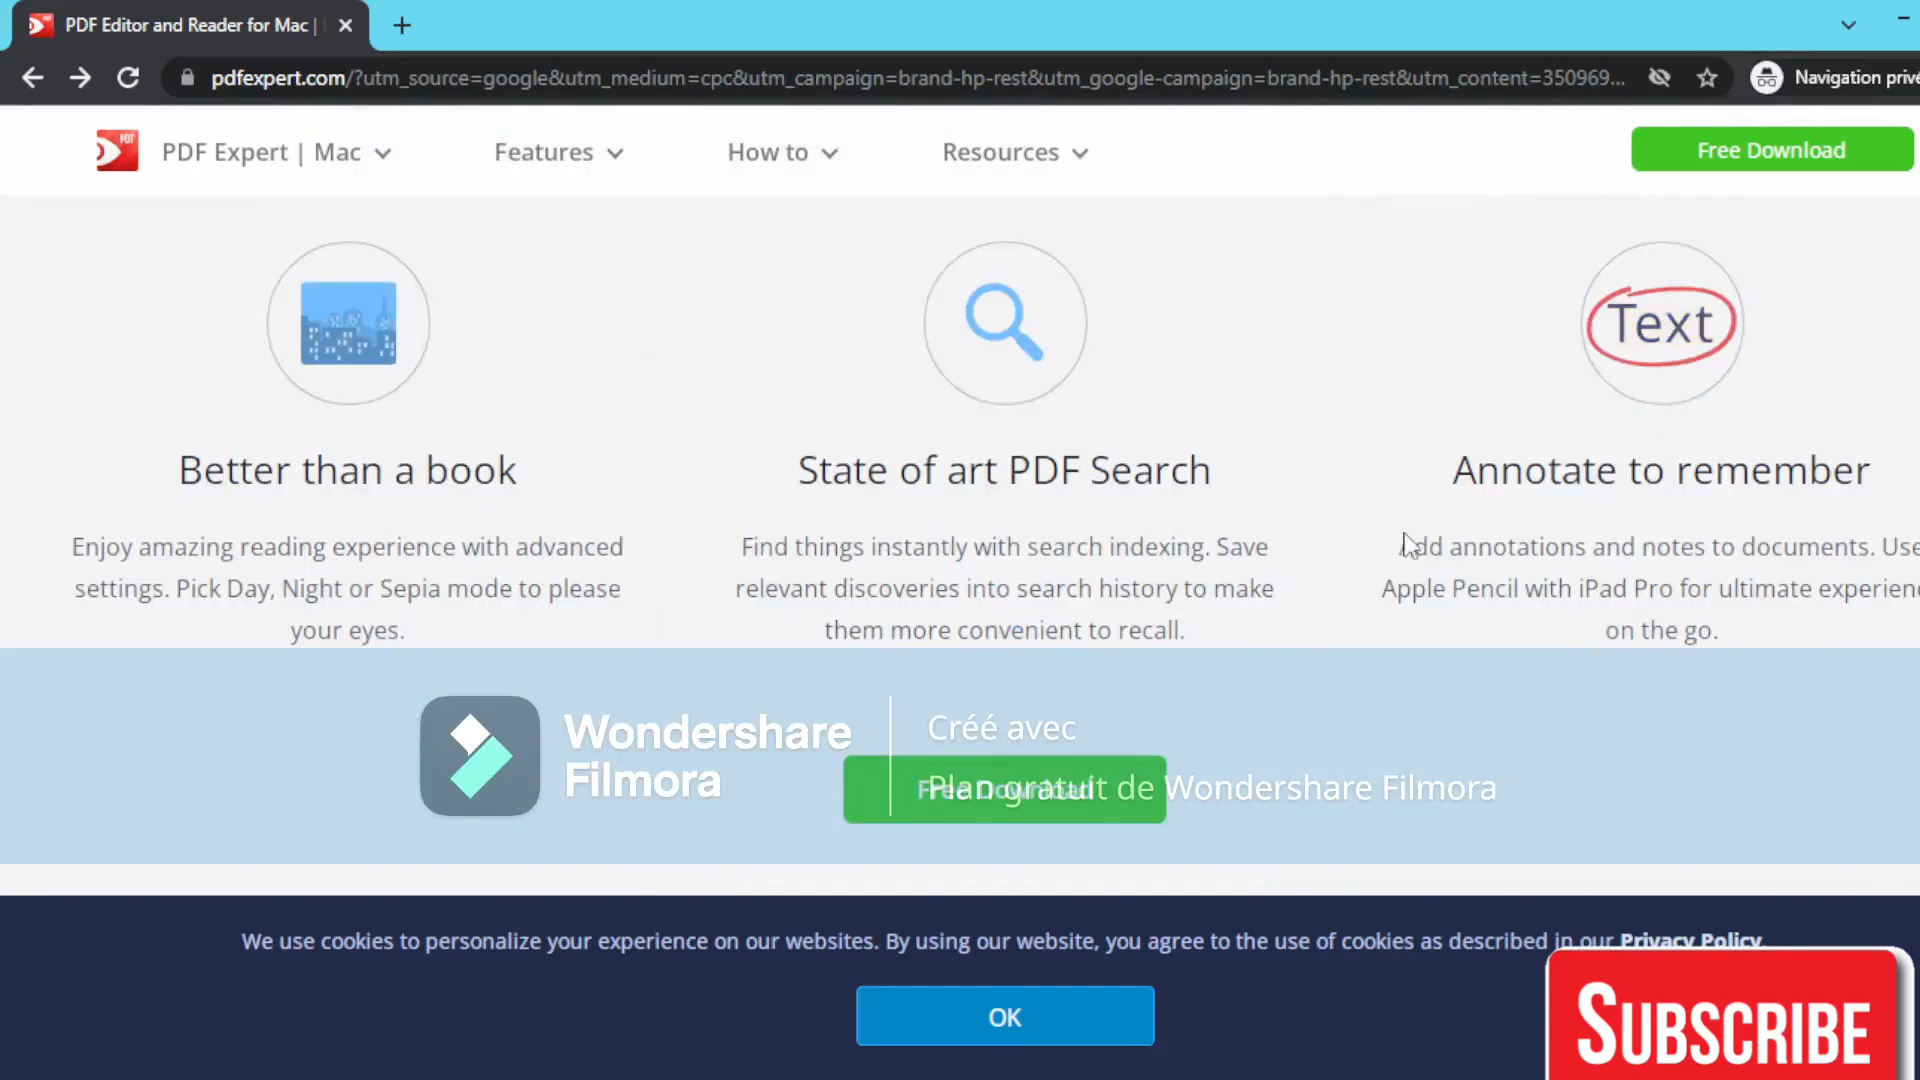 PDF Editor and Reader for Mac |
pdfexpert.com/?utm_source=google&utm_medium=cpc&utm_campaign=brand-hp-rest&utm_google-campaign=brand-hp-rest&utm_content=350969...
Navigation privé
PDF
PDF Expert | Mac
Features
How to
Resources
Free Download
Text
Better than a book
State of art PDF Search
Annotate to remember
Enjoy amazing reading experience with advanced
settings. Pick Day, Night or Sepia mode to please
your eyes.
Find things instantly with search indexing. Save
relevant discoveries into search history to make
them more convenient to recall.
Add annotations and notes to documents. Use
Apple Pencil with iPad Pro for ultimate experien
on the go.
Wondershare
Filmora
Créé avec
Plan gratuit de Wondershare Filmora
Free Download
We use cookies to personalize your experience on our websites. By using our website, you agree to the use of cookies as described in our Privacy Policy.
OK
SUBSCRIBE